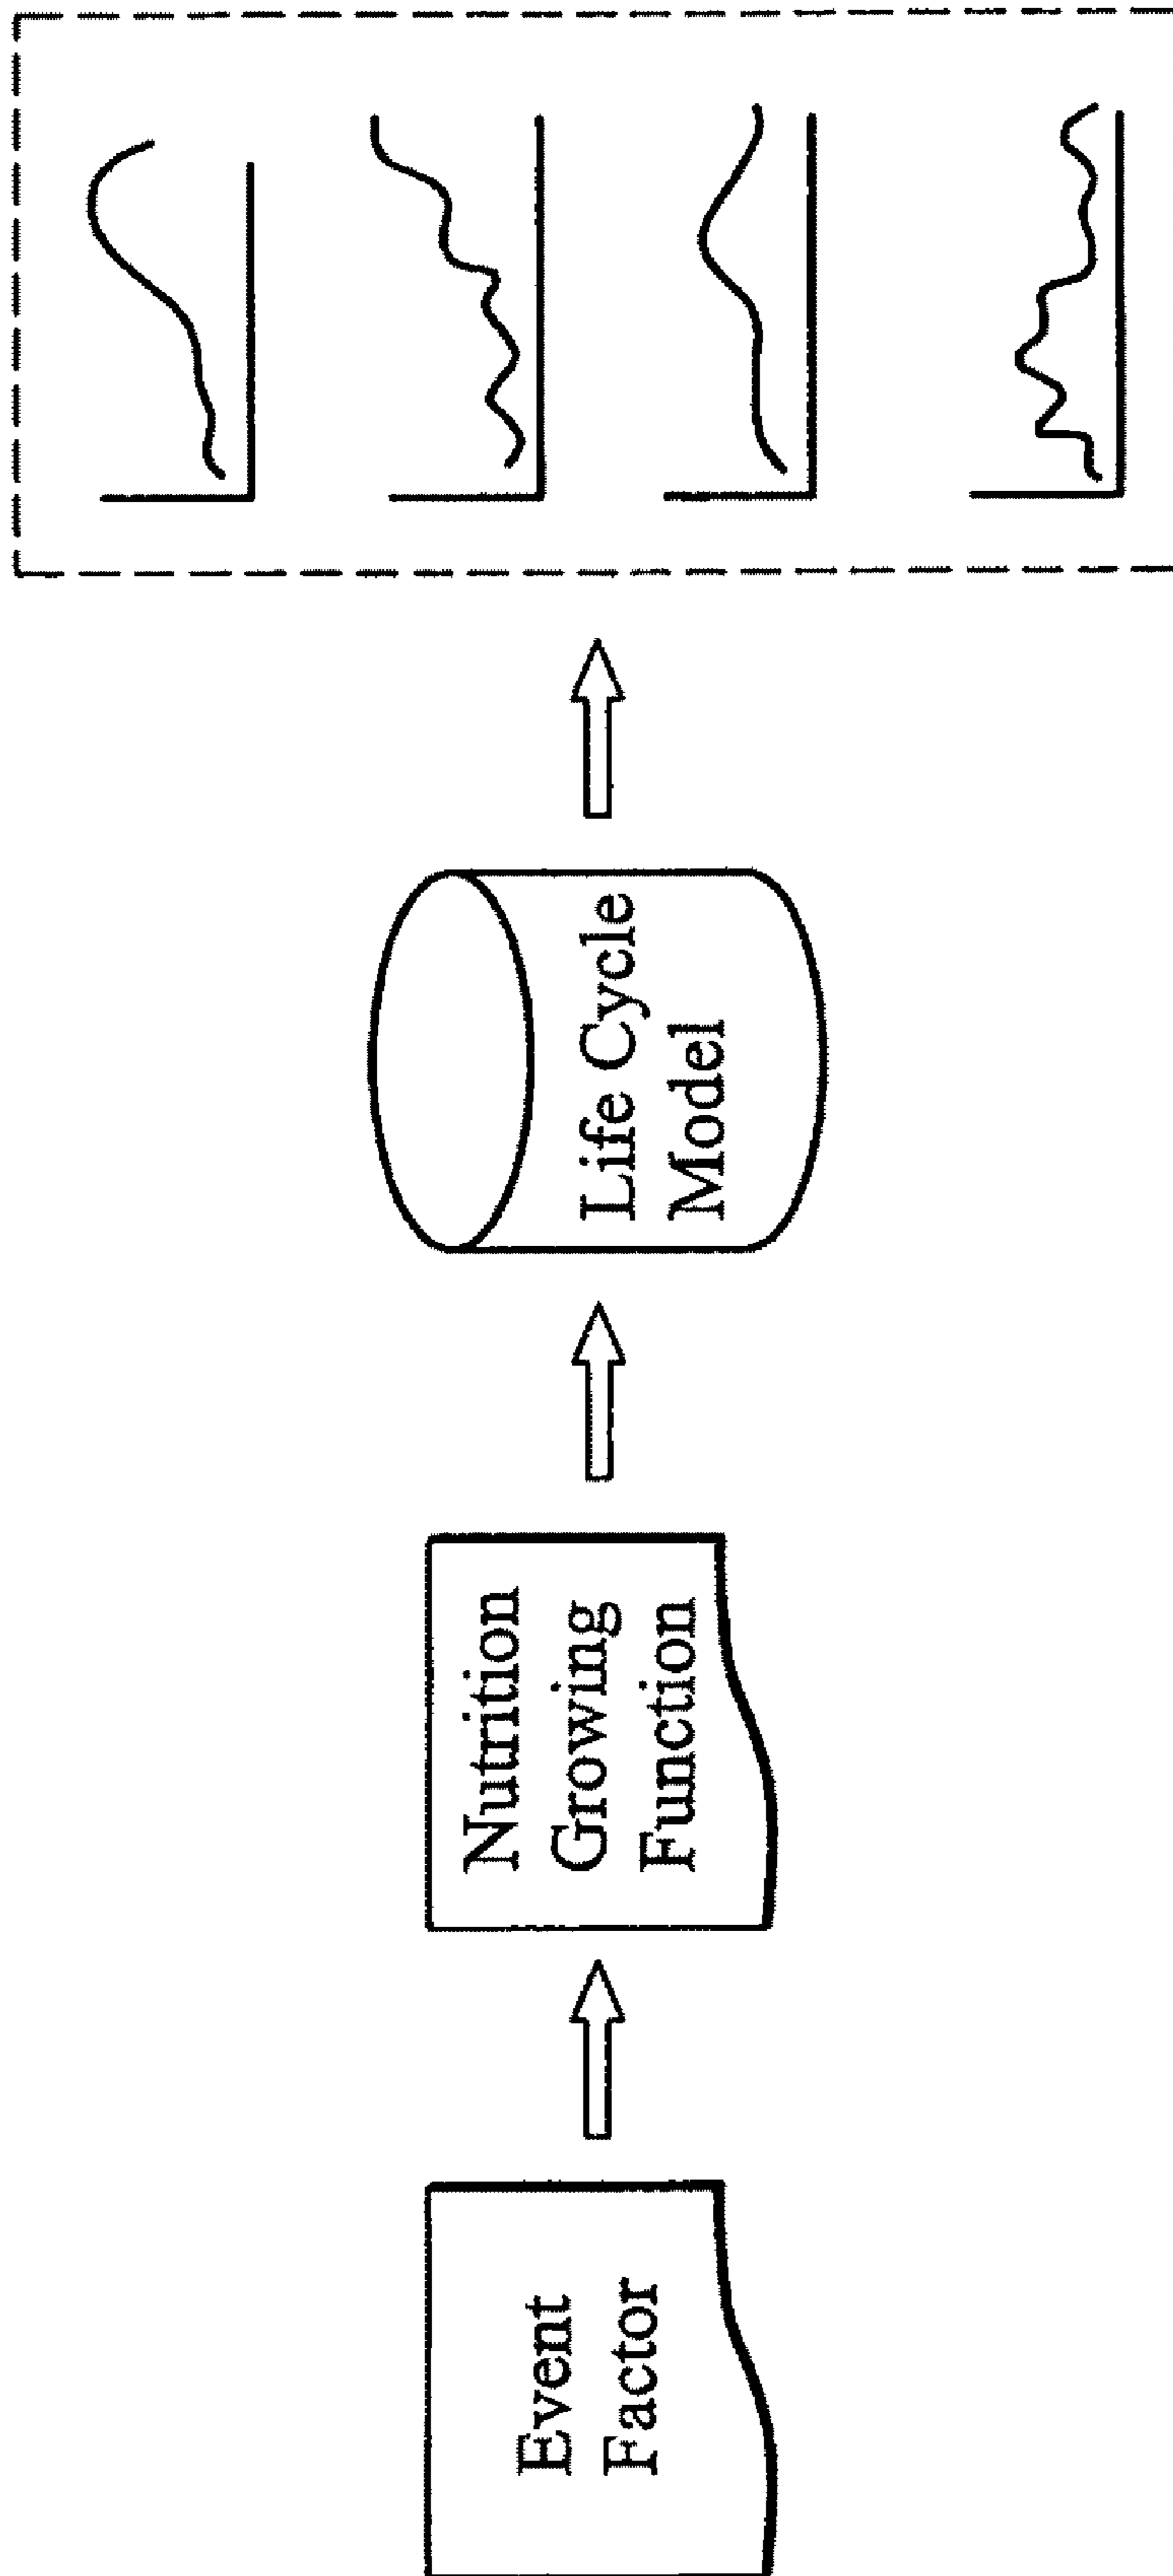 Event
Factor
Nutrition
Growing
Function
Life Cycle
Model